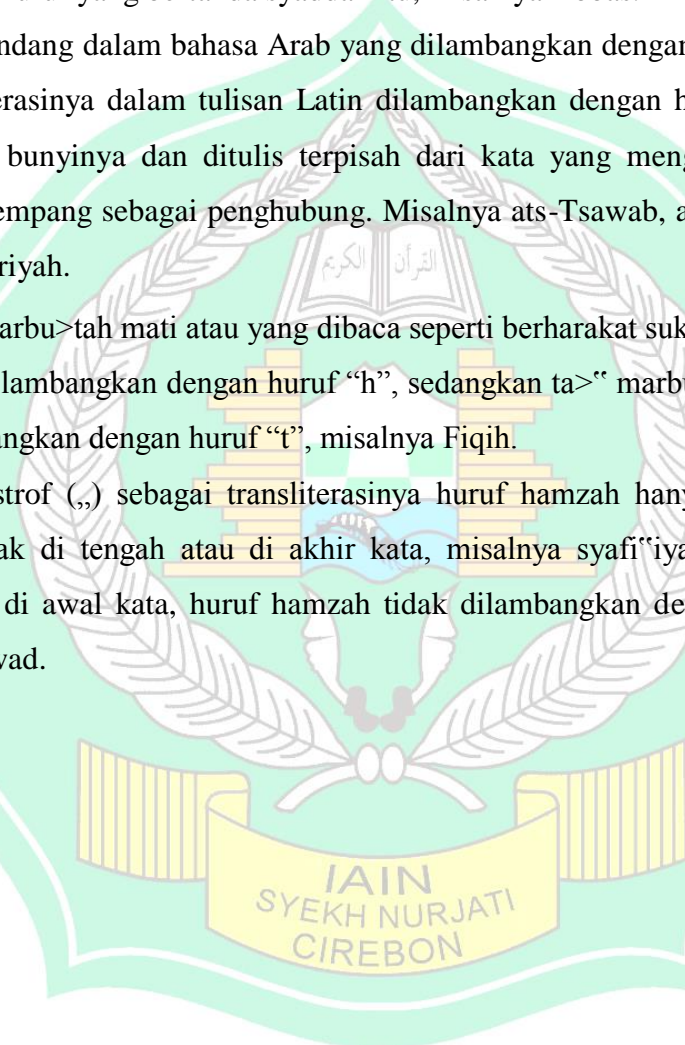 yang bertanda
ndang dalam bahasa Arab yang dilambangkan dengan
erasinya dalam tulisan Latin dilambangkan dengan h
bunyinya dan ditulis terpisah dari kata yang meng
empang sebagai penghubung. Misalnya ats-Tsawab, a
riyah.
arbu>tah mati atau yang dibaca seperti berharakat suk
lambangkan dengan huruf “h”, sedangkan ta>‟ marbu
angkan dengan huruf “t”, misalnya Fiqih.
strof („) sebagai transliterasinya huruf hamzah hany
ak di tengah atau di akhir kata, misalnya syafi‟iya
di awal kata, huruf hamzah tidak dilambangkan de
vad.
القرآن الكريم
IAIN
SYEKH NURJATI
CIREBON